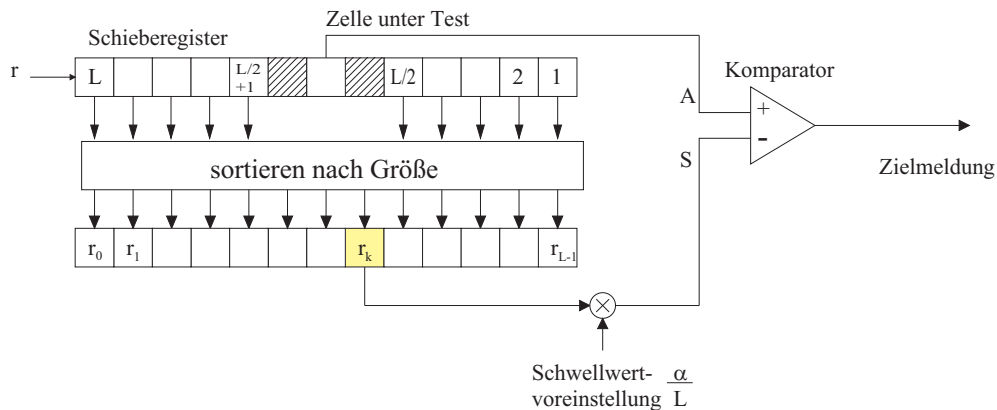 Zelle unter Test
Schieberegister
r
L
L/2
+1
L/2
2
1
Komparator
A
+
-
S
sortieren nach Größe
Zielmeldung
r₀
r₁
rₖ
r_L-1
×
Schwellwert-
voreinstellung α/L